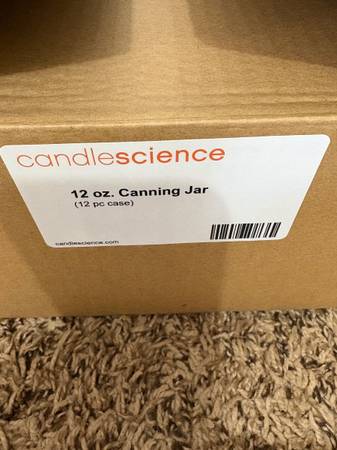 candlescience
12 oz. Canning Jar
(12 pc case)
candlescience.com